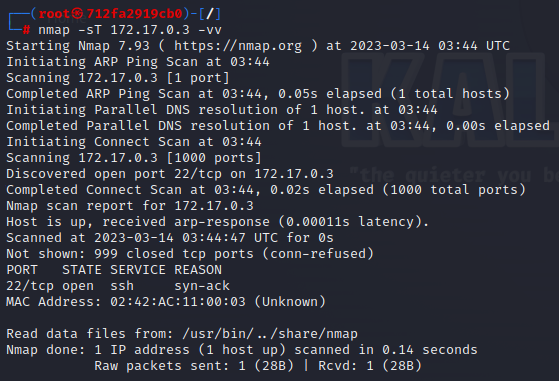 ┌──(root㉿712fa2919cb0)-[/]
└─# nmap -sT 172.17.0.3 -vv
Starting Nmap 7.93 ( https://nmap.org ) at 2023-03-14 03:44 UTC
Initiating ARP Ping Scan at 03:44
Scanning 172.17.0.3 [1 port]
Completed ARP Ping Scan at 03:44, 0.05s elapsed (1 total hosts)
Initiating Parallel DNS resolution of 1 host. at 03:44
Completed Parallel DNS resolution of 1 host. at 03:44, 0.00s elapsed
Initiating Connect Scan at 03:44
Scanning 172.17.0.3 [1000 ports]
Discovered open port 22/tcp on 172.17.0.3
Completed Connect Scan at 03:44, 0.02s elapsed (1000 total ports)
Nmap scan report for 172.17.0.3
Host is up, received arp-response (0.00011s latency).
Scanned at 2023-03-14 03:44:47 UTC for 0s
Not shown: 999 closed tcp ports (conn-refused)
PORT   STATE SERVICE REASON
22/tcp open  ssh     syn-ack
MAC Address: 02:42:AC:11:00:03 (Unknown)
Read data files from: /usr/bin/../share/nmap
Nmap done: 1 IP address (1 host up) scanned in 0.14 seconds
Raw packets sent: 1 (28B) | Rcvd: 1 (28B)
KAL
"the quieter you be